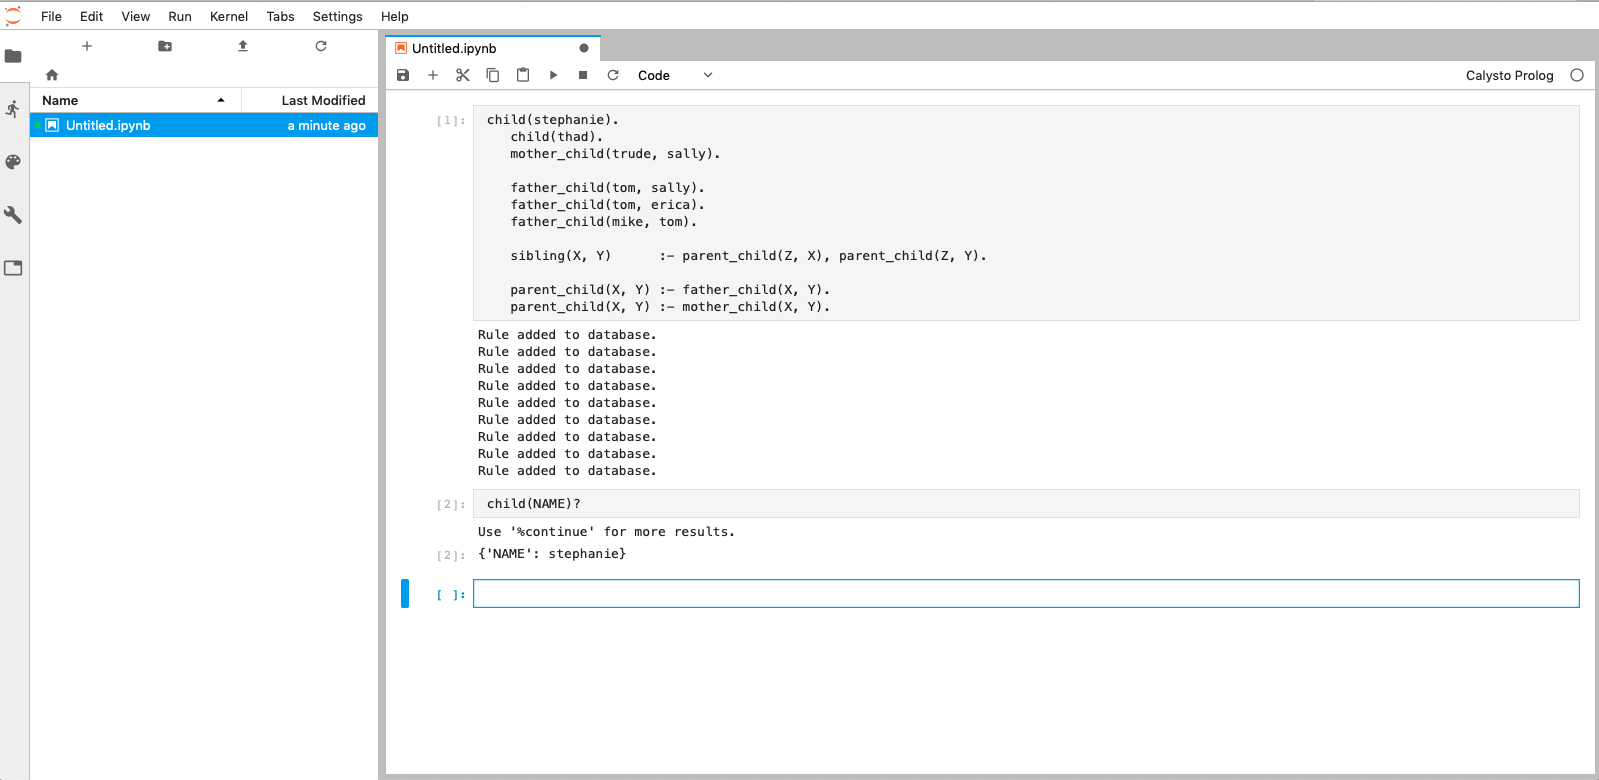 File Edit View Run Kernel Tabs Settings Help
Untitled.ipynb
Code
Calysto Prolog
Name Last Modified
Untitled.ipynb a minute ago
[1]: child(stephanie).
child(thad).
mother_child(trude, sally).
father_child(tom, sally).
father_child(tom, erica).
father_child(mike, tom).
sibling(X, Y)      :- parent_child(Z, X), parent_child(Z, Y).
parent_child(X, Y) :- father_child(X, Y).
parent_child(X, Y) :- mother_child(X, Y).
Rule added to database.
Rule added to database.
Rule added to database.
Rule added to database.
Rule added to database.
Rule added to database.
Rule added to database.
Rule added to database.
Rule added to database.
[2]: child(NAME)?
Use '%continue' for more results.
[2]: {'NAME': stephanie}
[ ]: